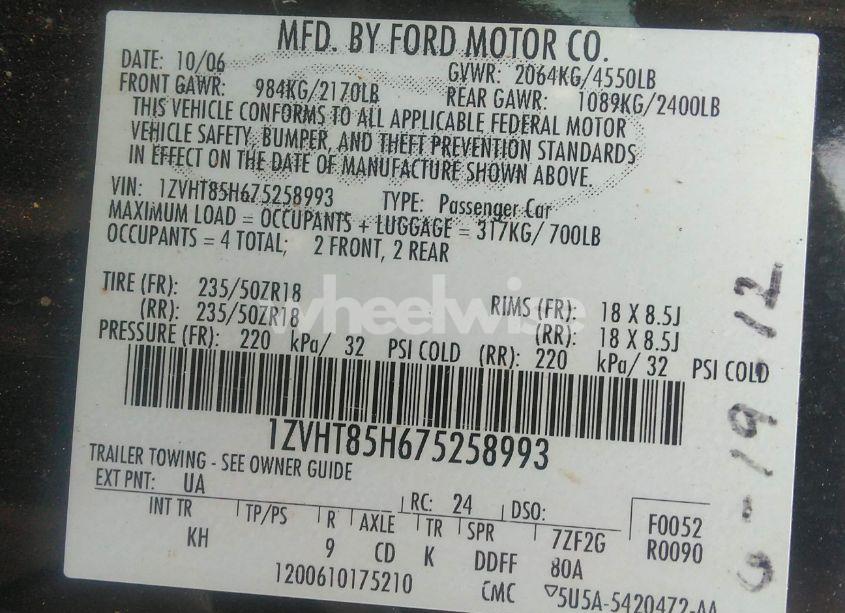 MFD. BY FORD MOTOR CO.
DATE: 10/06 GVWR: 2064KG/4550LB
FRONT GAWR: 984KG/2170LB REAR GAWR: 1089KG/2400LB
THIS VEHICLE CONFORMS TO ALL APPLICABLE FEDERAL MOTOR
VEHICLE SAFETY, BUMPER, AND THEFT PREVENTION STANDARDS
IN EFFECT ON THE DATE OF MANUFACTURE SHOWN ABOVE.
VIN: 1ZVHT85H675258993 TYPE: Passenger Car
MAXIMUM LOAD = OCCUPANTS + LUGGAGE = 317KG/ 700LB
OCCUPANTS = 4 TOTAL; 2 FRONT, 2 REAR
TIRE (FR): 235/50ZR18 RIMS (FR): 18 X 8.5J
(RR): 235/50ZR18 (RR): 18 X 8.5J
PRESSURE (FR): 220 kPa/ 32 PSI COLD (RR): 220 kPa/ 32 PSI COLD
wheelwise
1ZVHT85H675258993
TRAILER TOWING - SEE OWNER GUIDE
EXT PNT: UA RC: 24 DSO: F0052
INT TR TP/PS R AXLE TR SPR 7ZF2G R0090
KH 9 CD K DDFF 80A
1200610175210 CMC 5U5A-5420472-AA
19-12